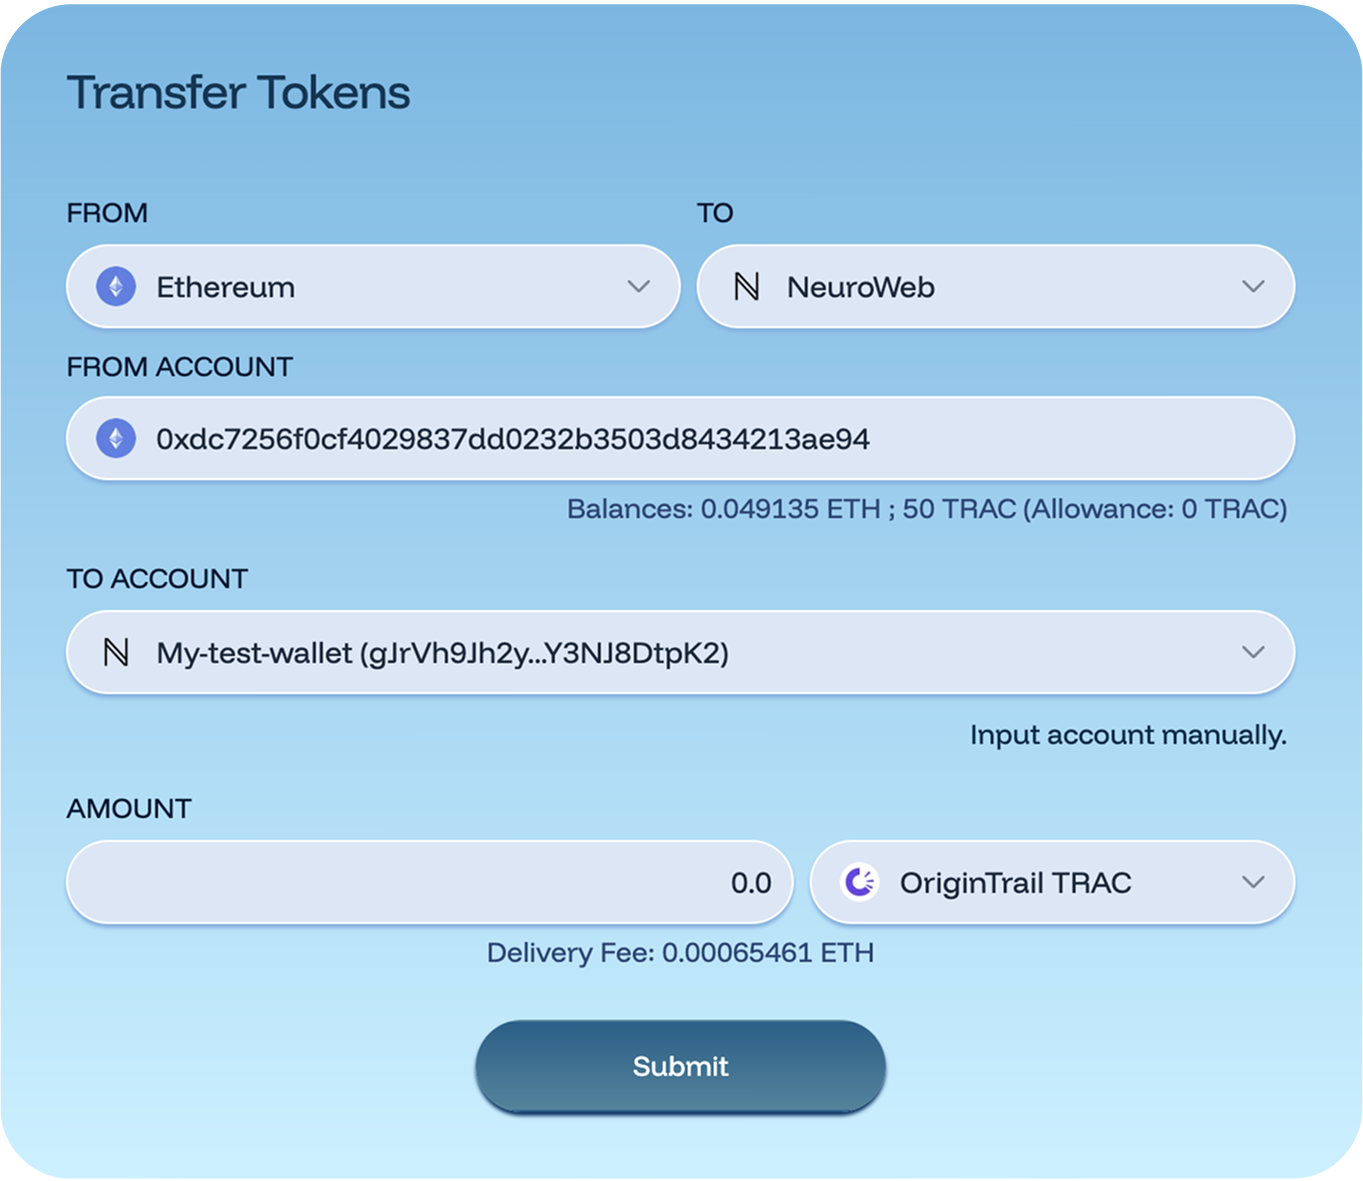 Transfer Tokens
FROM
TO
Ethereum
NeuroWeb
FROM ACCOUNT
0xdc7256f0cf4029837dd0232b3503d8434213ae94
Balances: 0.049135 ETH ; 50 TRAC (Allowance: 0 TRAC)
TO ACCOUNT
My-test-wallet (gJrVh9Jh2y...Y3NJ8DtpK2)
Input account manually.
AMOUNT
0.0
OriginTrail TRAC
Delivery Fee: 0.00065461 ETH
Submit